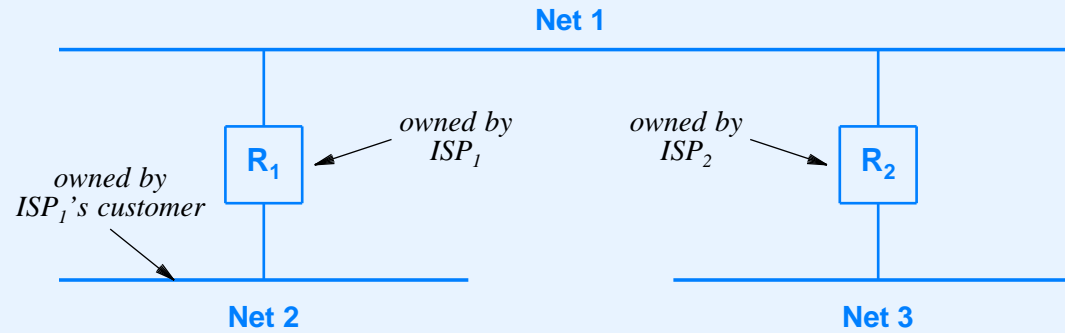 Net 1
owned by
ISP₁
owned by
ISP₂
R₁
R₂
owned by
ISP₁’s customer
Net 2
Net 3